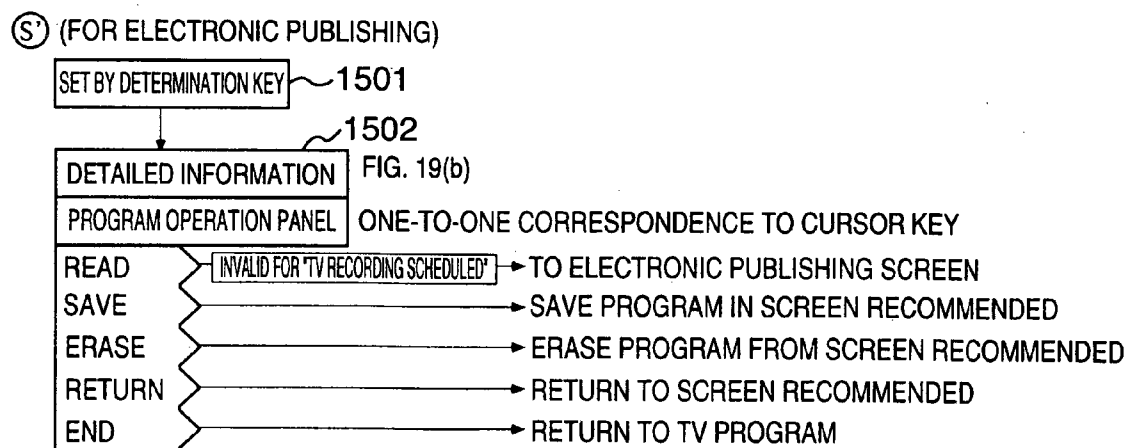 Ⓢ' (FOR ELECTRONIC PUBLISHING)
SET BY DETERMINATION KEY 1501
1502
DETAILED INFORMATION FIG. 19(b)
PROGRAM OPERATION PANEL ONE-TO-ONE CORRESPONDENCE TO CURSOR KEY
READ INVALID FOR "TV RECORDING SCHEDULED" TO ELECTRONIC PUBLISHING SCREEN
SAVE SAVE PROGRAM IN SCREEN RECOMMENDED
ERASE ERASE PROGRAM FROM SCREEN RECOMMENDED
RETURN RETURN TO SCREEN RECOMMENDED
END RETURN TO TV PROGRAM